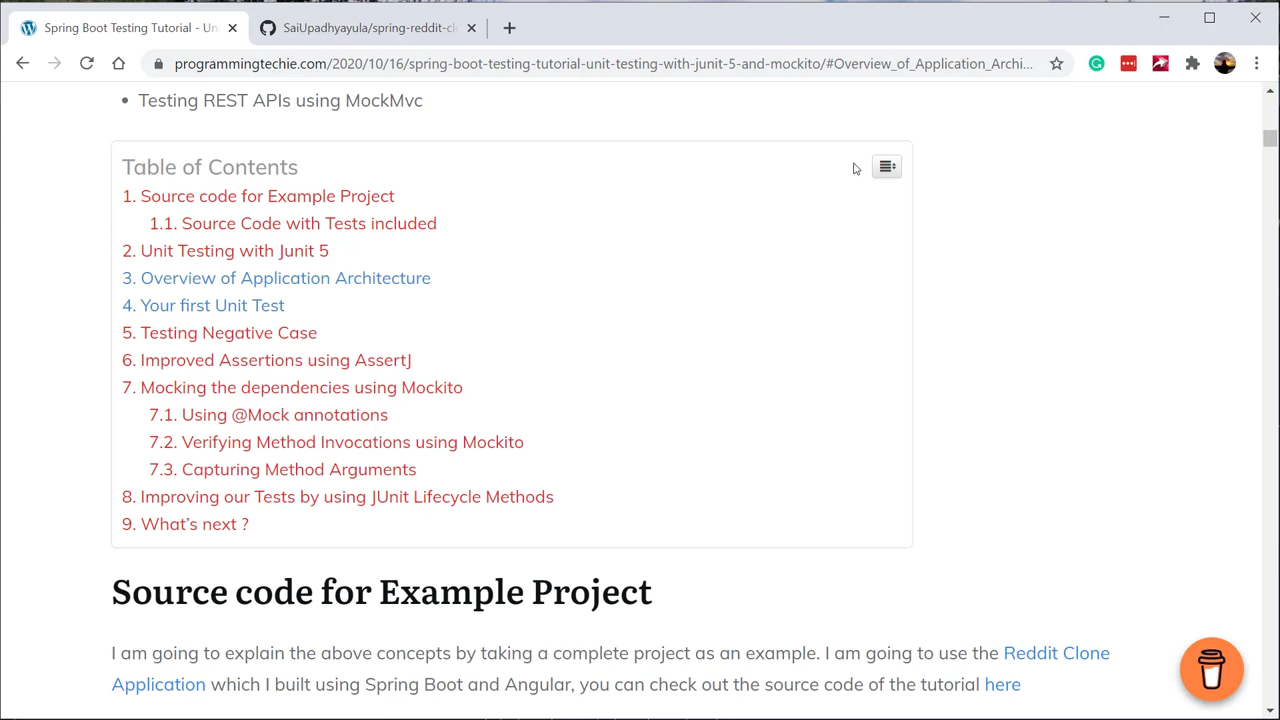 Spring Boot Testing Tutorial - Un
SaiUpadhyayula/spring-reddit-cl
programmingtechie.com/2020/10/16/spring-boot-testing-tutorial-unit-testing-with-junit-5-and-mockito/#Overview_of_Application_Archi...
• Testing REST APIs using MockMvc
Table of Contents
1. Source code for Example Project
1.1. Source Code with Tests included
2. Unit Testing with Junit 5
3. Overview of Application Architecture
4. Your first Unit Test
5. Testing Negative Case
6. Improved Assertions using AssertJ
7. Mocking the dependencies using Mockito
7.1. Using @Mock annotations
7.2. Verifying Method Invocations using Mockito
7.3. Capturing Method Arguments
8. Improving our Tests by using JUnit Lifecycle Methods
9. What's next ?
Source code for Example Project
I am going to explain the above concepts by taking a complete project as an example. I am going to use the Reddit Clone
Application which I built using Spring Boot and Angular, you can check out the source code of the tutorial here